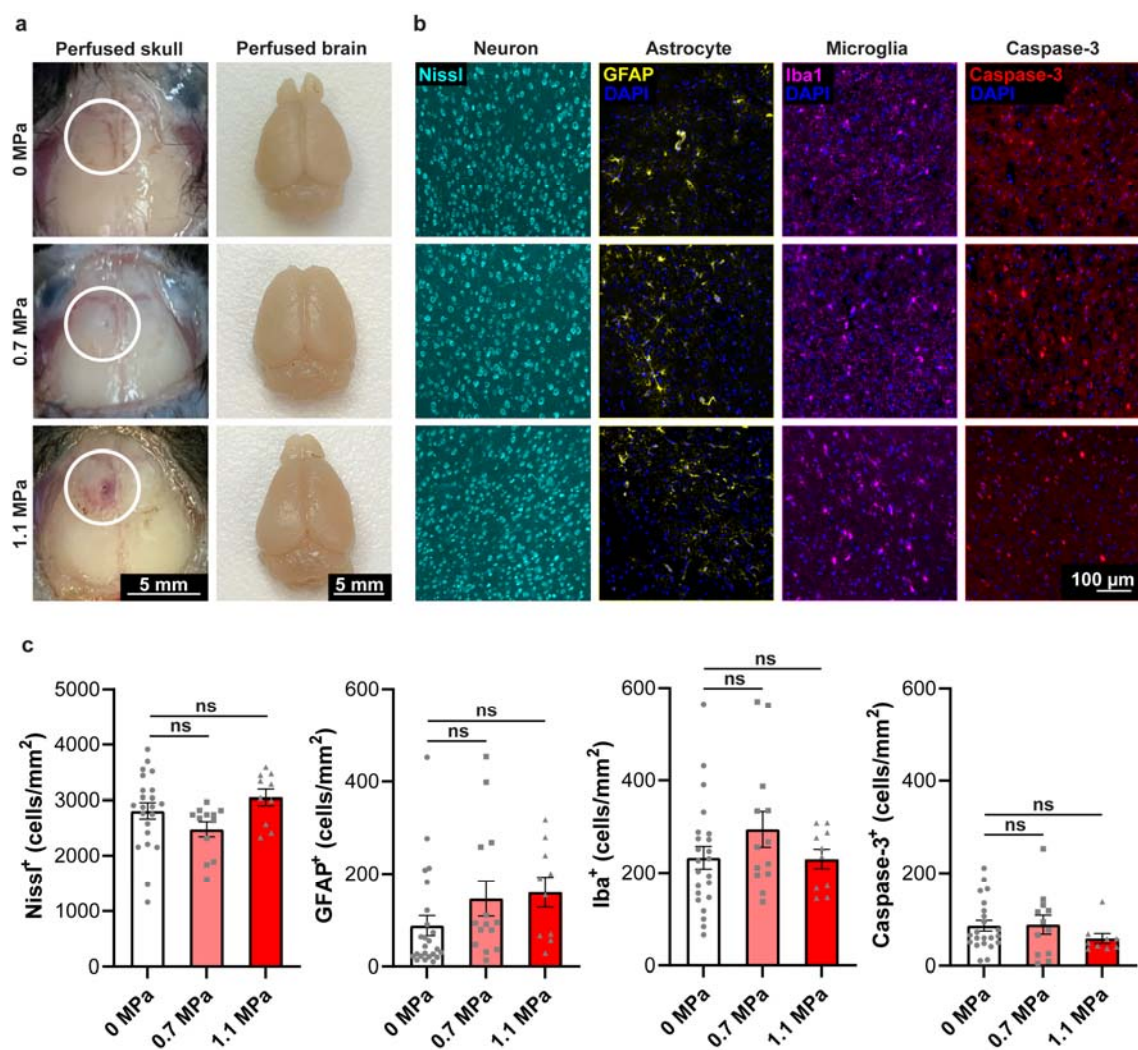 a
Perfused skull Perfused brain
0 MPa
0.7 MPa
1.1 MPa
5 mm 5 mm
b
Neuron Astrocyte Microglia Caspase-3
Nissl GFAP Iba1 Caspase-3
DAPI DAPI DAPI
100 µm
c
Nissl⁺ (cells/mm²)
5000
4000
3000
2000
1000
0
ns
ns
0 MPa 0.7 MPa 1.1 MPa
GFAP⁺ (cells/mm²)
600
400
200
0
ns
ns
0 MPa 0.7 MPa 1.1 MPa
Iba⁺ (cells/mm²)
600
400
200
0
ns
ns
0 MPa 0.7 MPa 1.1 MPa
Caspase-3⁺ (cells/mm²)
600
400
200
0
ns
ns
0 MPa 0.7 MPa 1.1 MPa